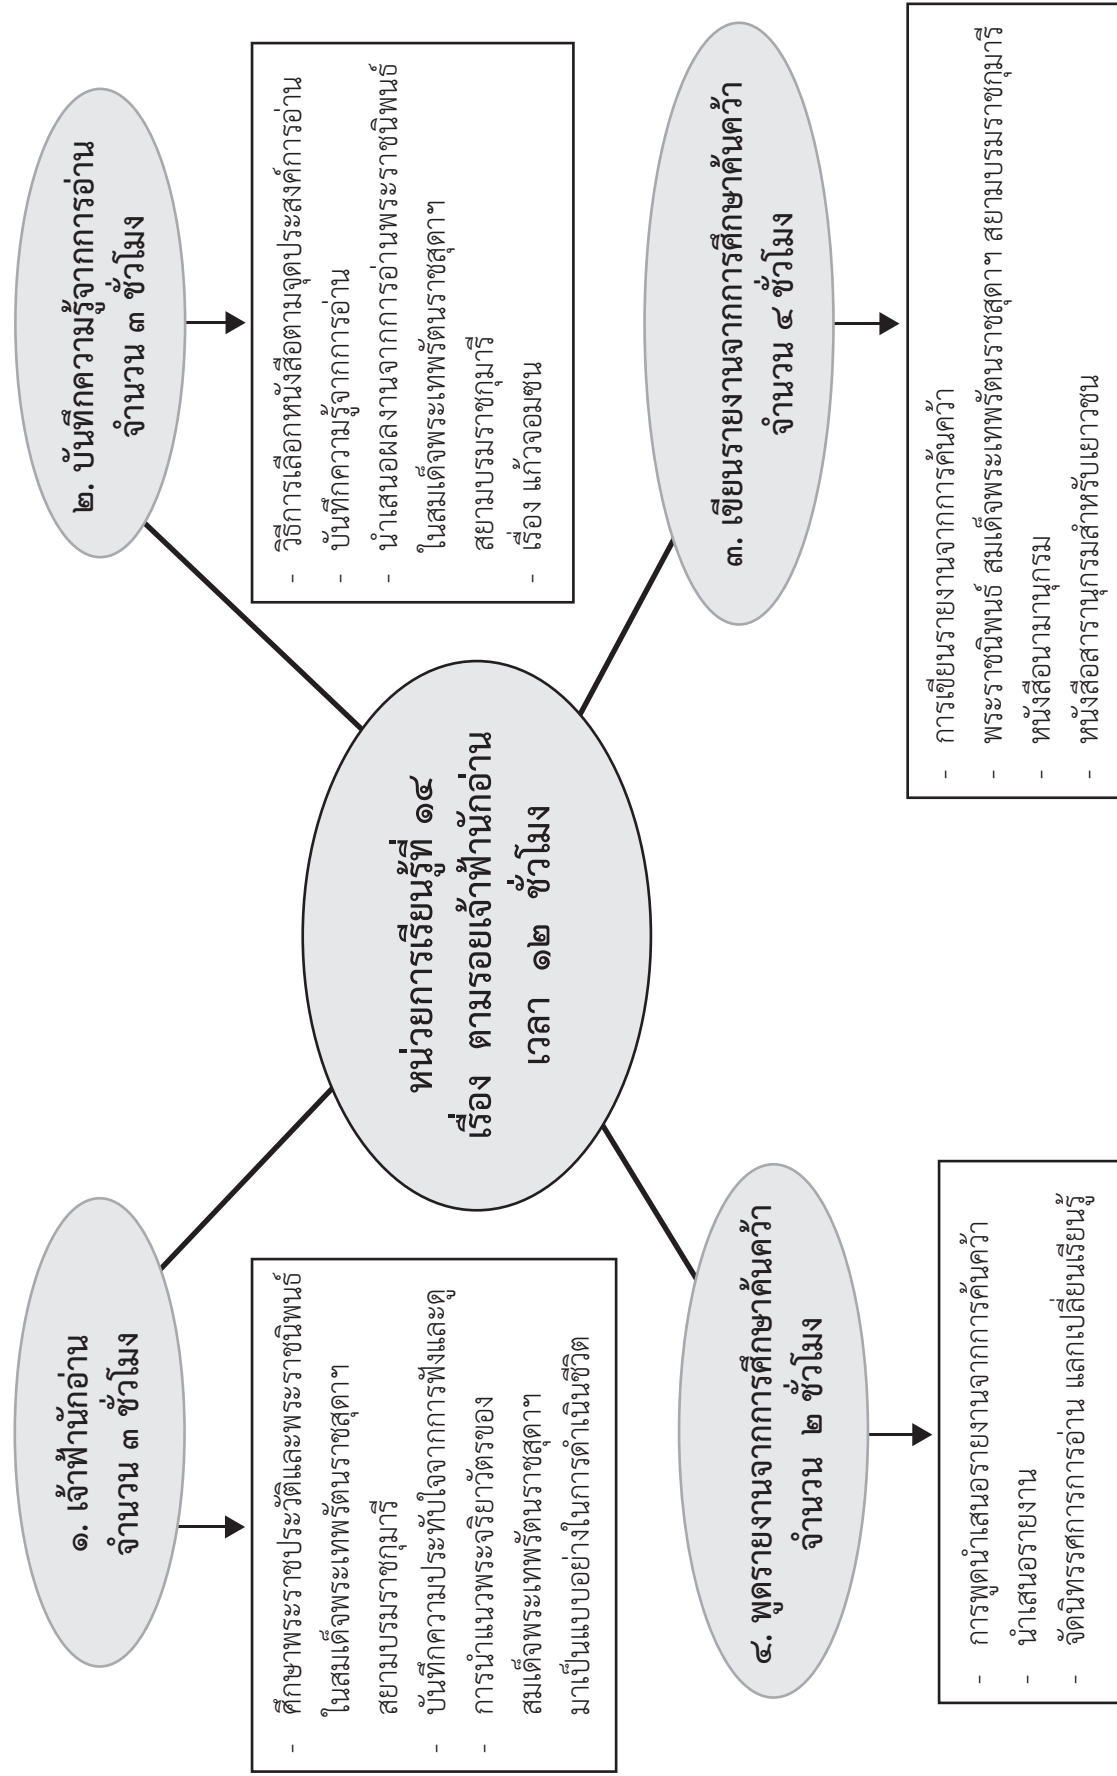 หน่วยการเรียนรู้ที่ ๑๔
เรื่อง ตามรอยเจ้าฟ้านักอ่าน
เวลา ๑๒ ชั่วโมง
๑. เจ้าฟ้านักอ่าน
จำนวน ๓ ชั่วโมง
- ศึกษาพระราชประวัติและพระราชนิพนธ์
ในสมเด็จพระเทพรัตนราชสุดาฯ
สยามบรมราชกุมารี
- บันทึกความประทับใจจากการฟังและดู
- การนำแนวพระจริยาวัตรของ
สมเด็จพระเทพรัตนราชสุดาฯ
มาเป็นแบบอย่างในการดำเนินชีวิต
๒. บันทึกความรู้จากการอ่าน
จำนวน ๓ ชั่วโมง
- วิธีการเลือกหนังสือตามจุดประสงค์การอ่าน
- บันทึกความรู้จากการอ่าน
- นำเสนอผลงานจากการอ่านพระราชนิพนธ์
ในสมเด็จพระเทพรัตนราชสุดาฯ
สยามบรมราชกุมารี
- เรื่อง แก้วจอมซน
๓. เขียนรายงานจากการศึกษาค้นคว้า
จำนวน ๔ ชั่วโมง
- การเขียนรายงานจากการค้นคว้า
- พระราชนิพนธ์ สมเด็จพระเทพรัตนราชสุดาฯ สยามบรมราชกุมารี
- หนังสือนามานุกรม
- หนังสือสารานุกรมสำหรับเยาวชน
๔. พูดรายงานจากการศึกษาค้นคว้า
จำนวน ๒ ชั่วโมง
- การพูดนำเสนอรายงานจากการค้นคว้า
- นำเสนอรายงาน
- จัดนิทรรศการการอ่าน แลกเปลี่ยนเรียนรู้